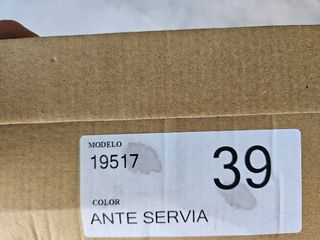 MODELO
19517
39
COLOR
ANTE SERVIA